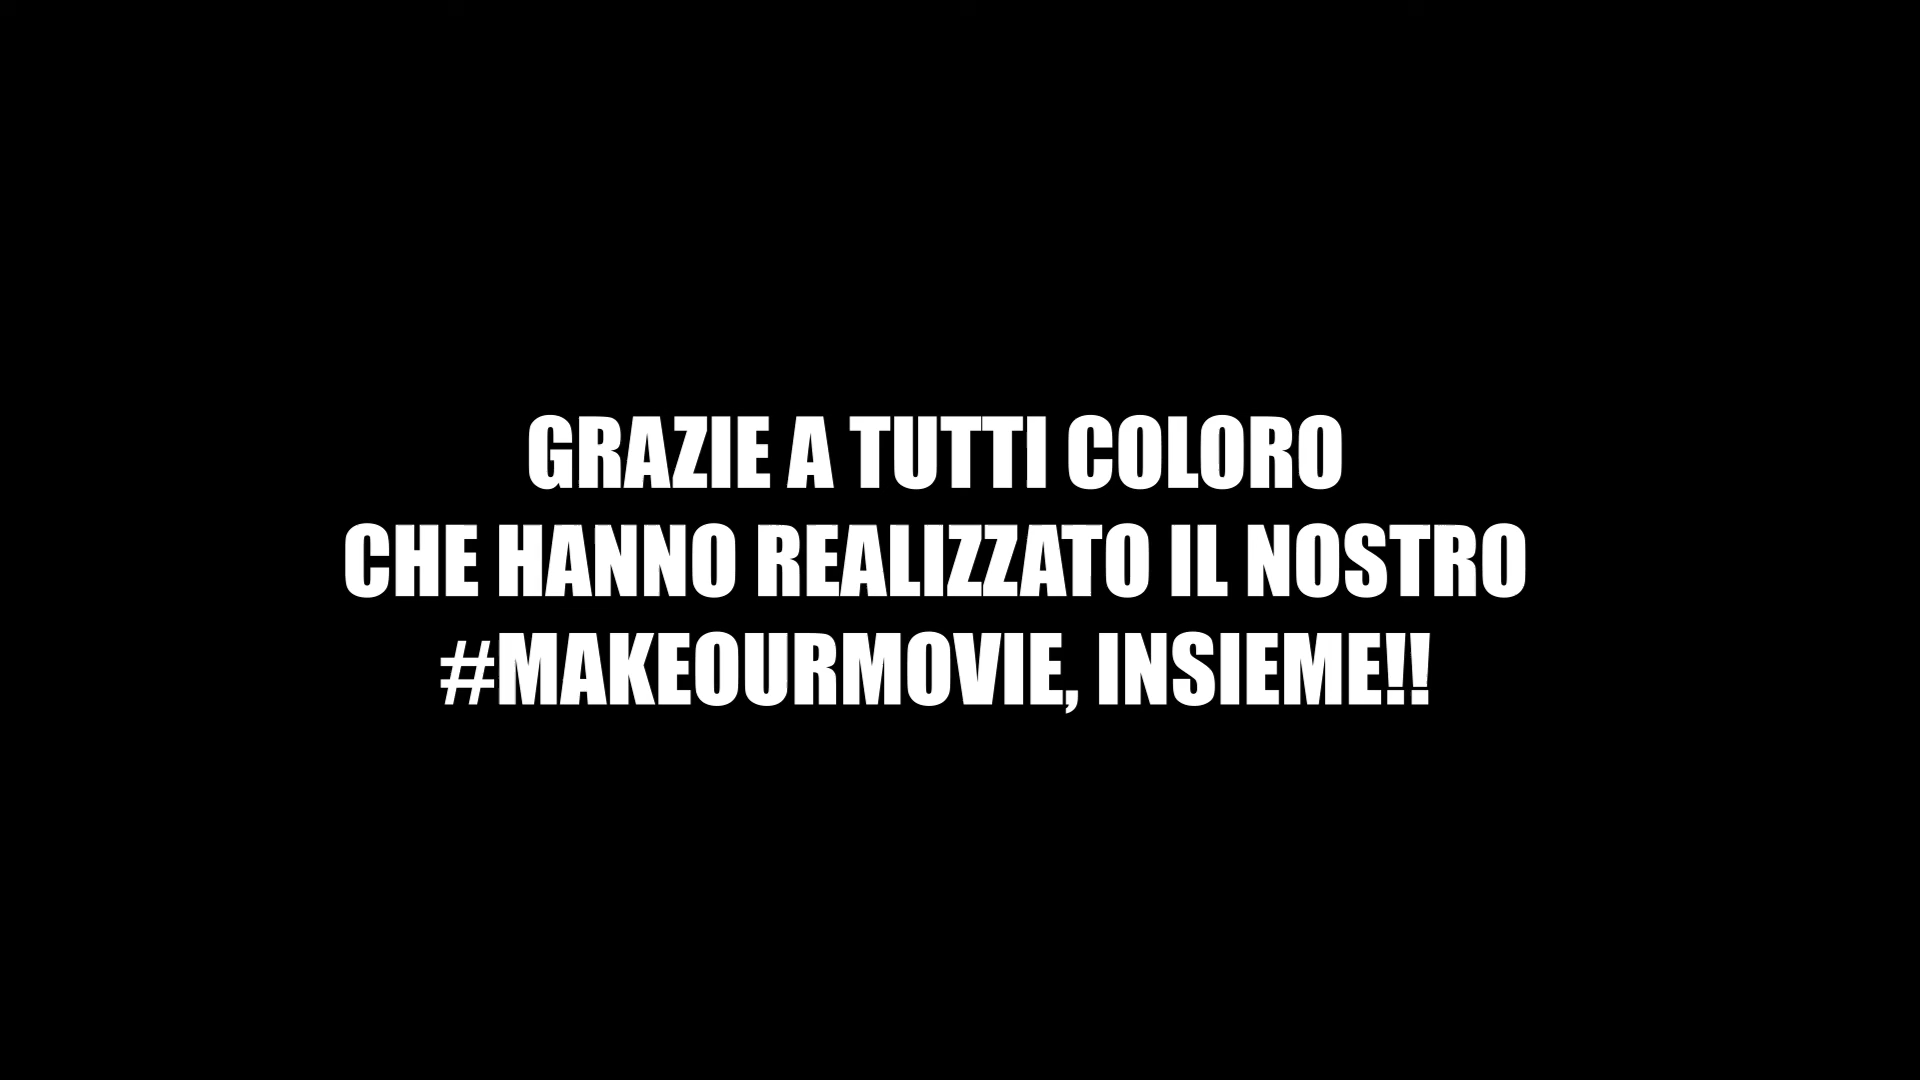 GRAZIE A TUTTI COLORO
CHE HANNO REALIZZATO IL NOSTRO
#MAKEOURMOVIE, INSIEME!!